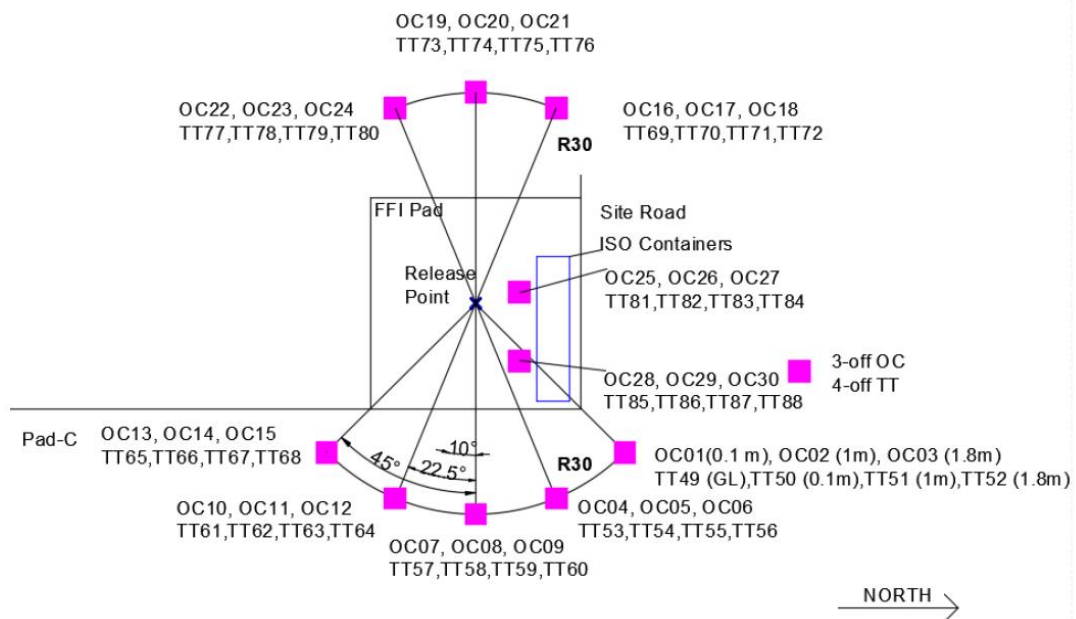 OC19, OC20, OC21
TT73,TT74,TT75,TT76
OC22, OC23, OC24
TT77,TT78,TT79,TT80
OC16, OC17, OC18
TT69,TT70,TT71,TT72
R30
FFI Pad
Site Road
ISO Containers
Release
Point
OC25, OC26, OC27
TT81,TT82,TT83,TT84
3-off OC
4-off TT
OC28, OC29, OC30
TT85,TT86,TT87,TT88
Pad-C
OC13, OC14, OC15
TT65,TT66,TT67,TT68
45°
22.5°
10°
R30
OC01(0.1 m), OC02 (1m), OC03 (1.8m)
TT49 (GL),TT50 (0.1m),TT51 (1m),TT52 (1.8m)
OC10, OC11, OC12
TT61,TT62,TT63,TT64
OC04, OC05, OC06
TT53,TT54,TT55,TT56
OC07, OC08, OC09
TT57,TT58,TT59,TT60
NORTH